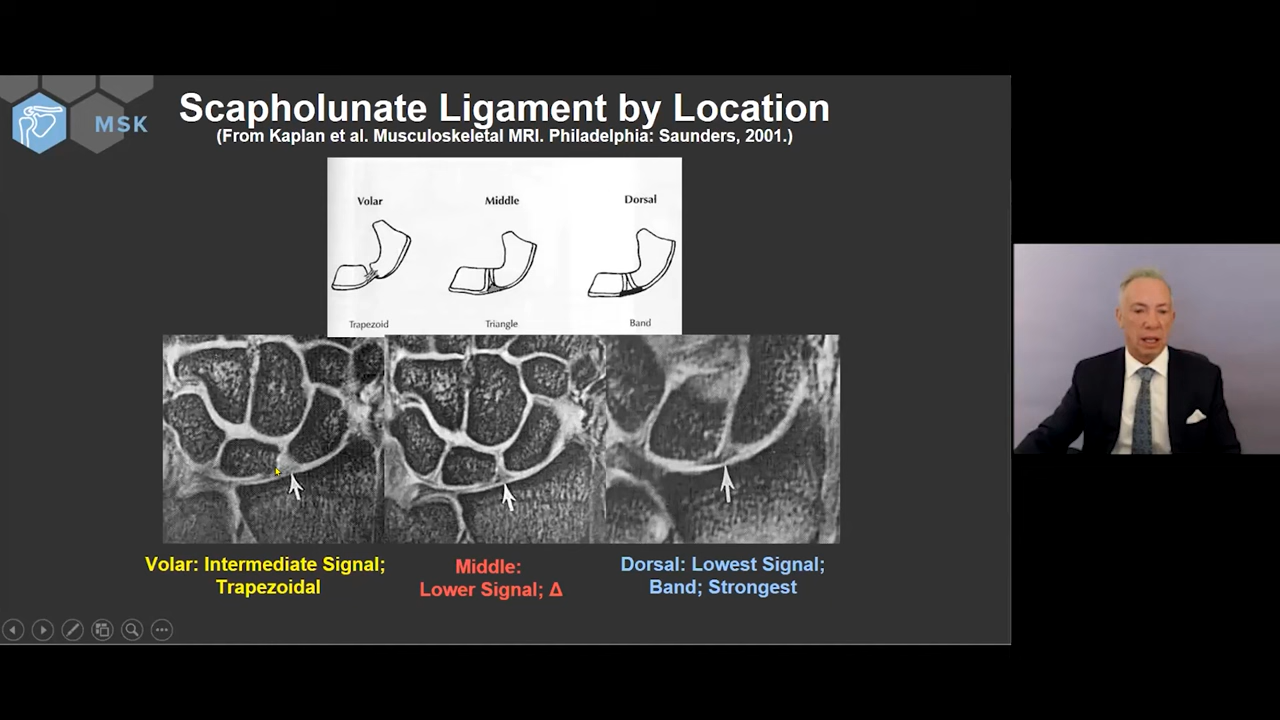 MSK
Scapholunate Ligament by Location
(From Kaplan et al. Musculoskeletal MRI. Philadelphia: Saunders, 2001.)
Volar Middle Dorsal
Trapezoid Triangle Band
Volar: Intermediate Signal;
Trapezoidal
Middle:
Lower Signal; Δ
Dorsal: Lowest Signal;
Band; Strongest